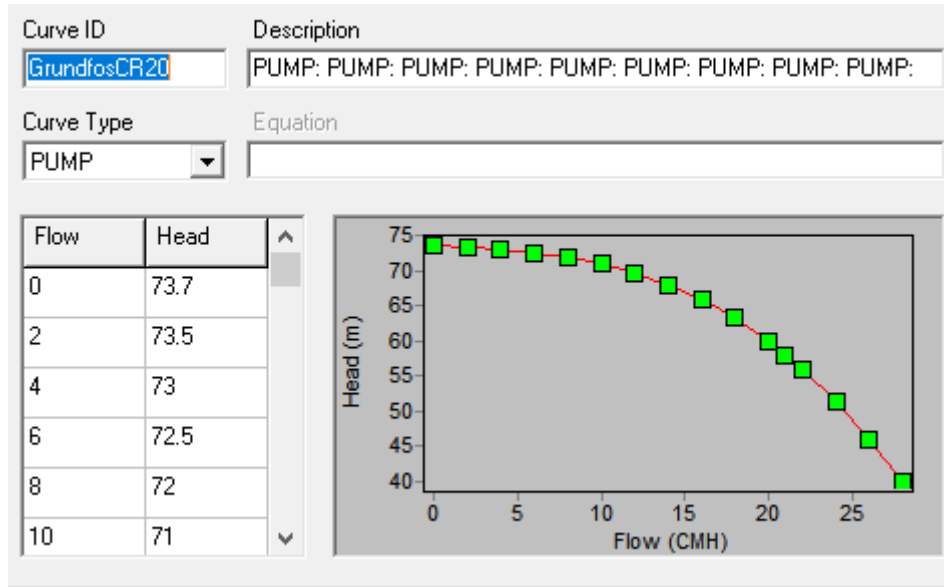 Curve ID Description
GrundfosCR20 PUMP: PUMP: PUMP: PUMP: PUMP: PUMP: PUMP: PUMP: PUMP:
Curve Type Equation
PUMP
Flow Head
0 73.7
2 73.5
4 73
6 72.5
8 72
10 71
75
70
65
60
55
50
45
40
Head (m)
0 5 10 15 20 25
Flow (CMH)